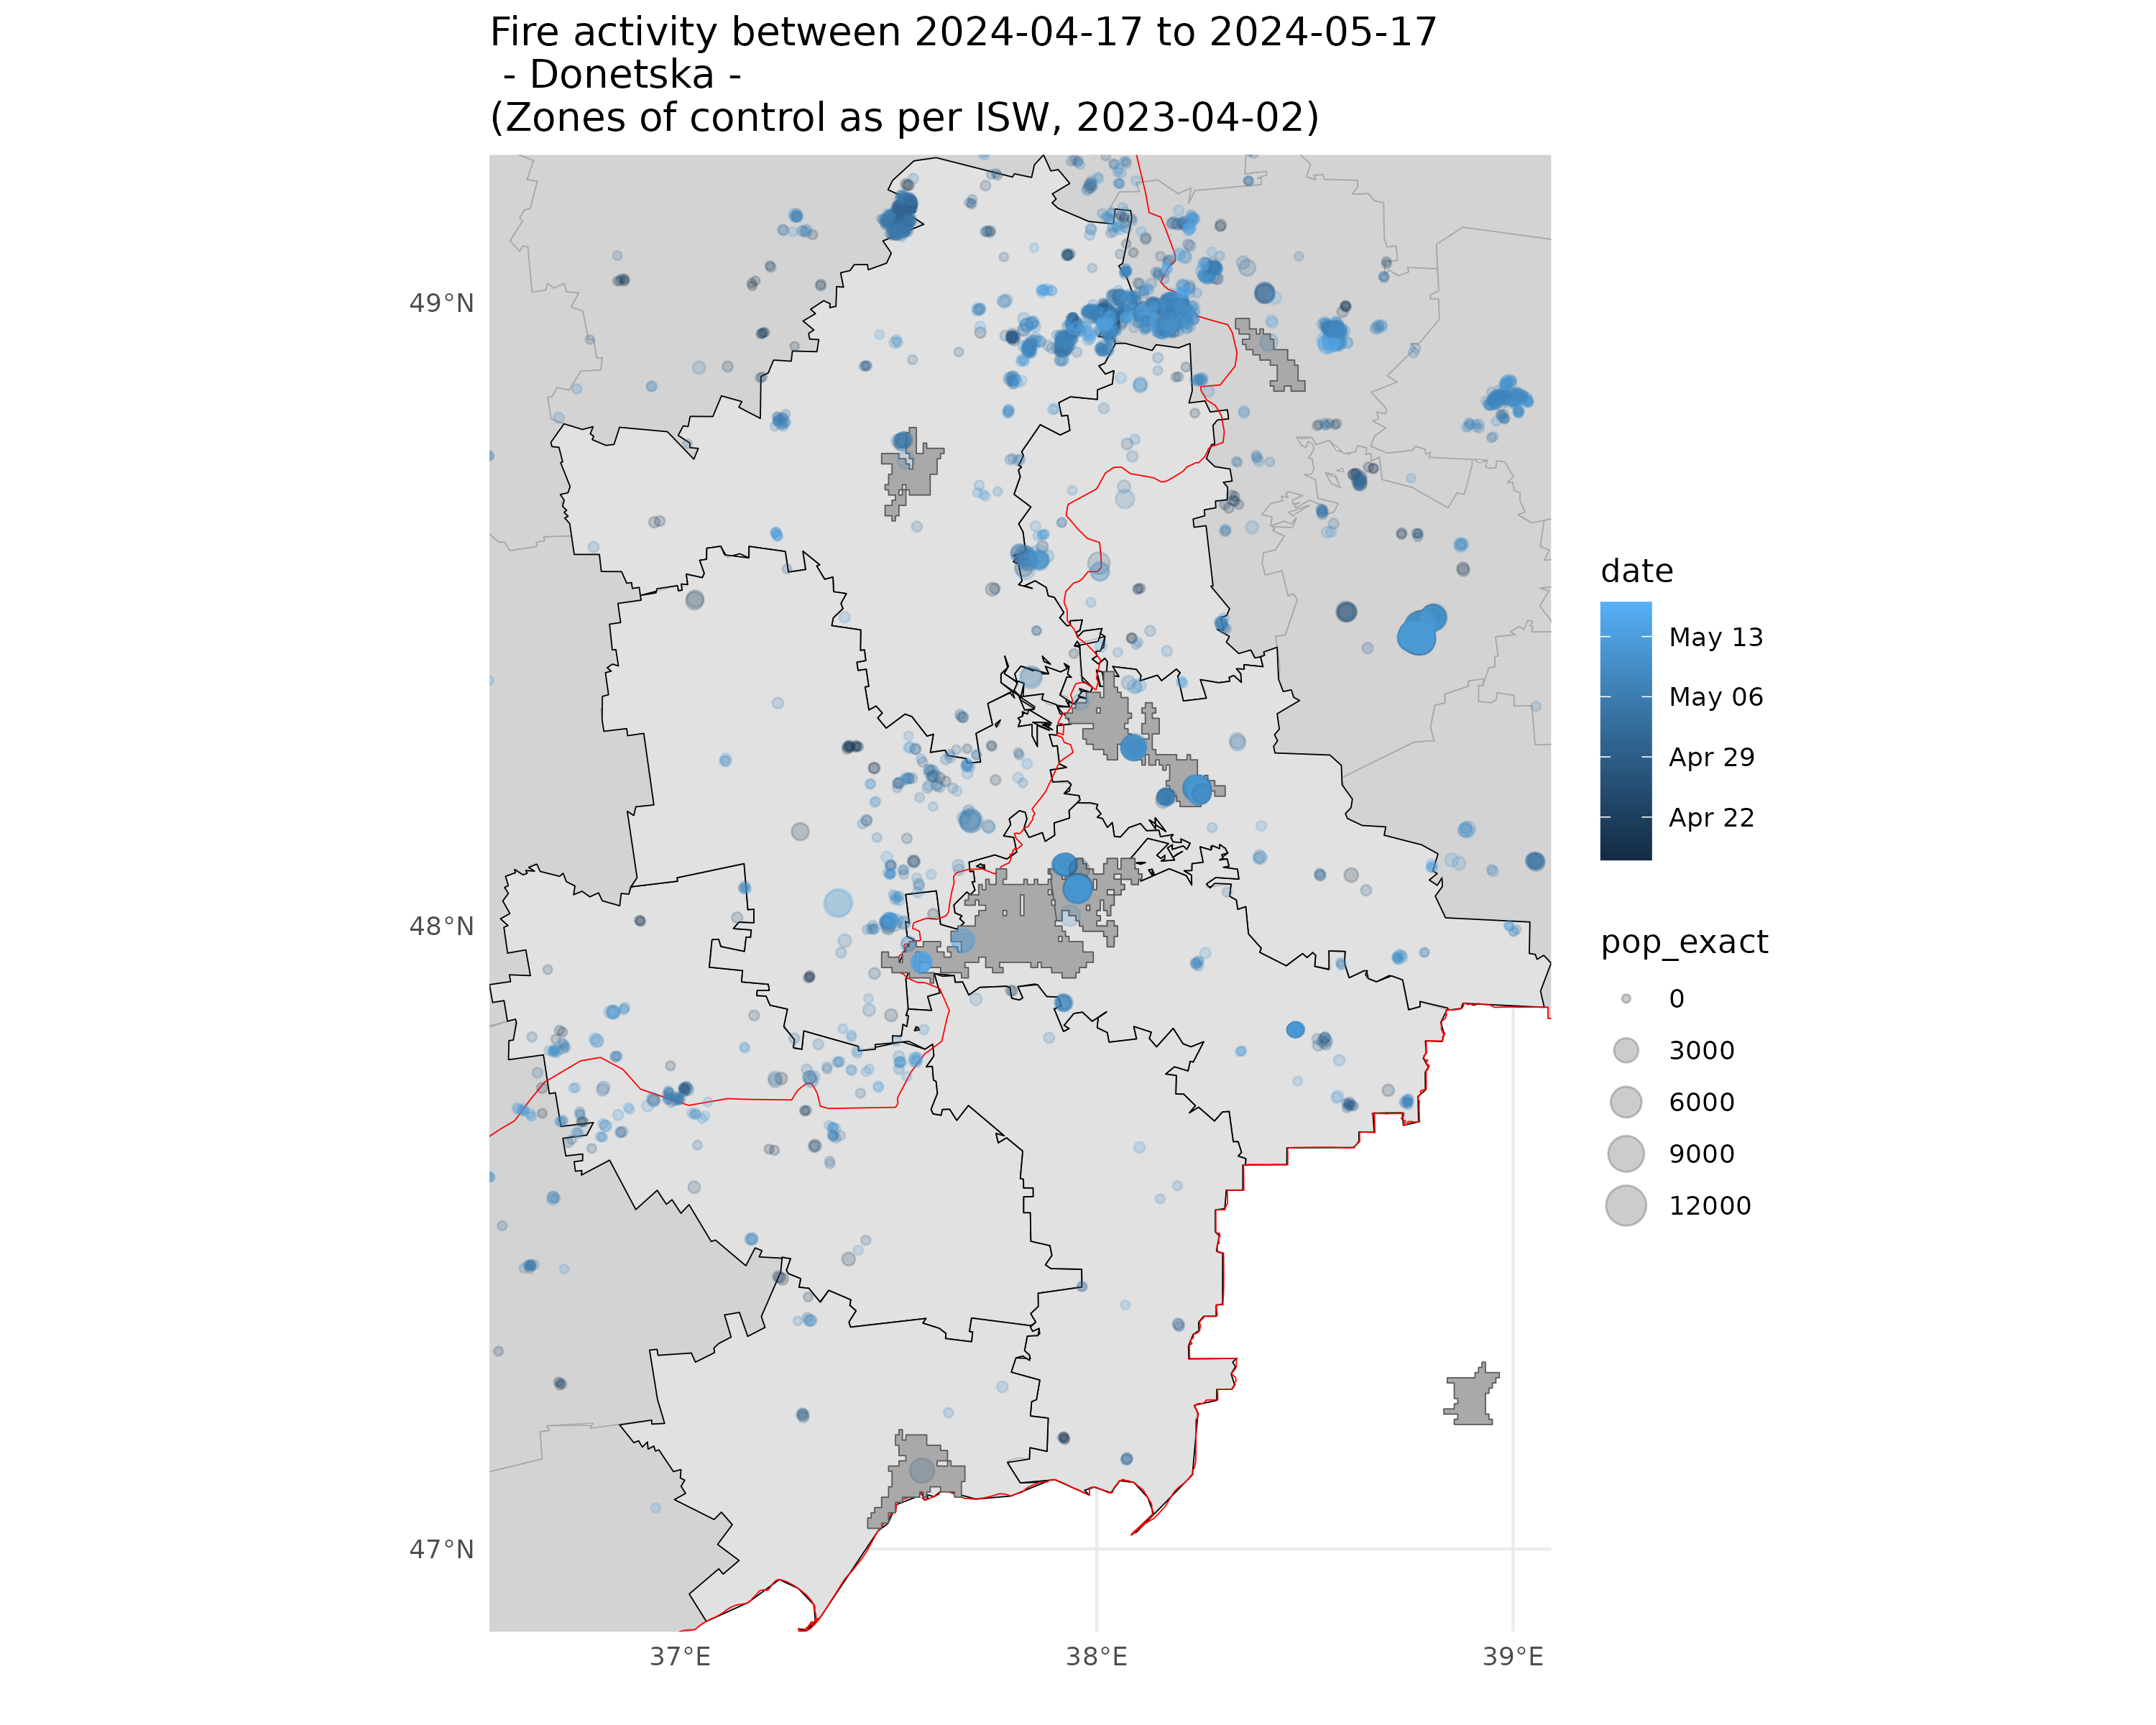 Fire activity between 2024-04-17 to 2024-05-17
- Donetska -
(Zones of control as per ISW, 2023-04-02)
49°N
48°N
47°N
37°E
38°E
39°E
date
May 13
May 06
Apr 29
Apr 22
pop_exact
0
3000
6000
9000
12000